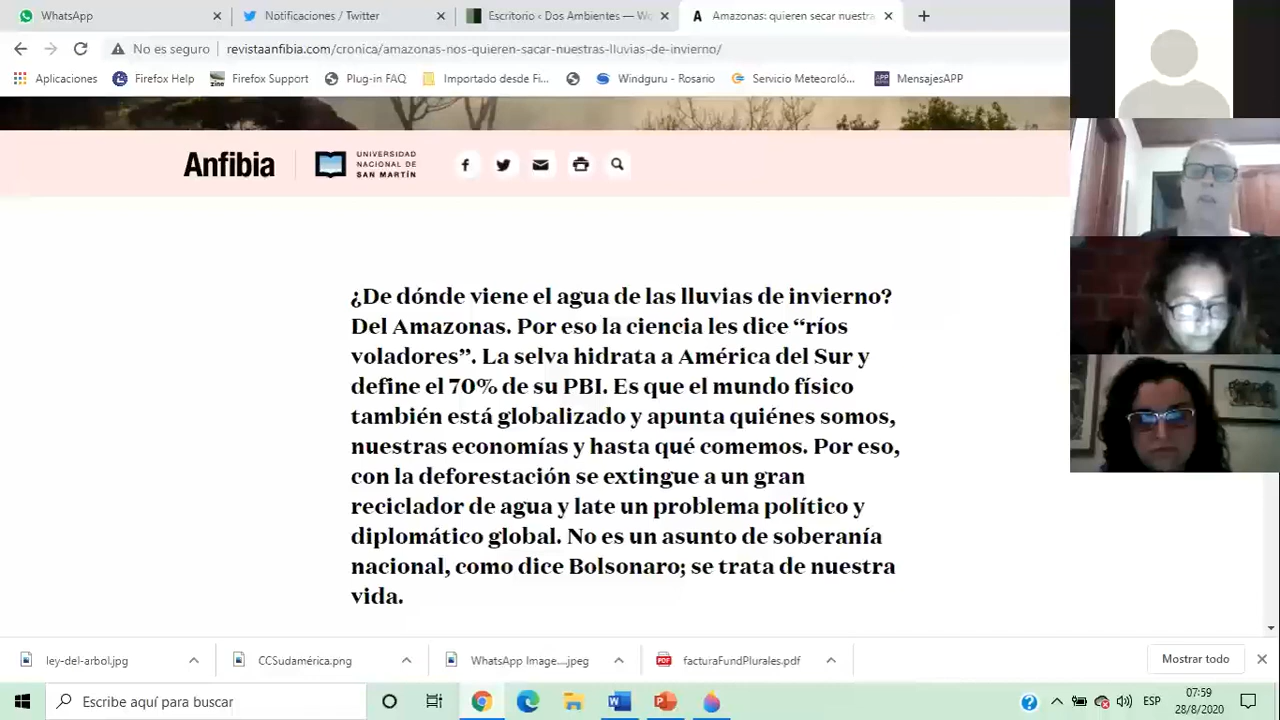 WhatsApp
Notificaciones / Twitter
Escritorio ‹ Dos Ambientes — Wo
Amazonas: quieren secar nuestra
No es seguro
revistaanfibia.com/cronica/amazonas-nos-quieren-sacar-nuestras-lluvias-de-invierno/
Aplicaciones
Firefox Help
Firefox Support
Plug-in FAQ
Importado desde Fi...
Windguru - Rosario
Servicio Meteoroló...
MensajesAPP
Anfibia
UNIVERSIDAD
NACIONAL DE
SAN MARTÍN
¿De dónde viene el agua de las lluvias de invierno?
Del Amazonas. Por eso la ciencia les dice “ríos
voladores”. La selva hidrata a América del Sur y
define el 70% de su PBI. Es que el mundo físico
también está globalizado y apunta quiénes somos,
nuestras economías y hasta qué comemos. Por eso,
con la deforestación se extingue a un gran
reciclador de agua y late un problema político y
diplomático global. No es un asunto de soberanía
nacional, como dice Bolsonaro; se trata de nuestra
vida.
ley-del-arbol.jpg
CCSudamérica.png
WhatsApp Image....jpeg
facturaFundPlurales.pdf
Mostrar todo
Escribe aquí para buscar
ESP
07:59
28/8/2020